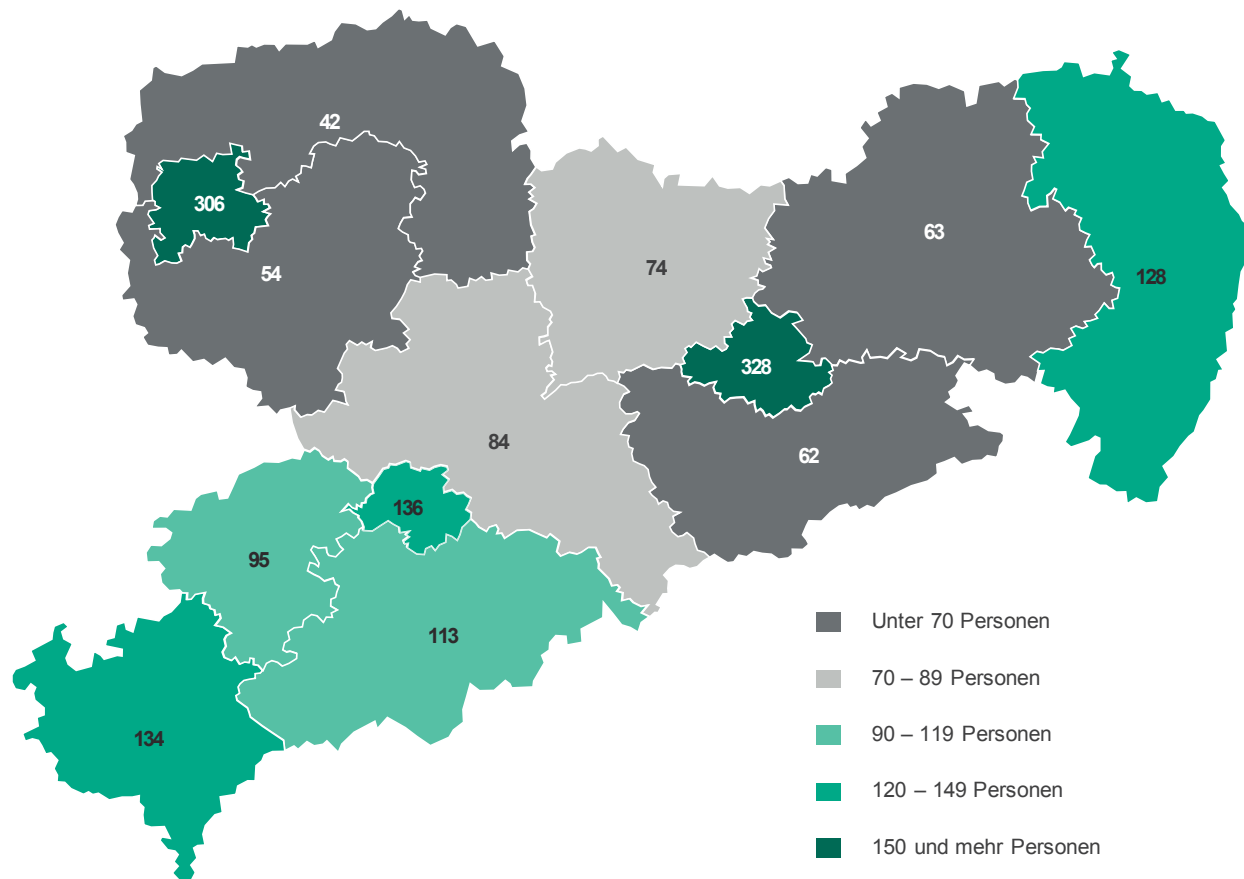 42
306
63
54
74
128
328
84
62
136
95
113
134
Unter 70 Personen
70 – 89 Personen
90 – 119 Personen
120 – 149 Personen
150 und mehr Personen